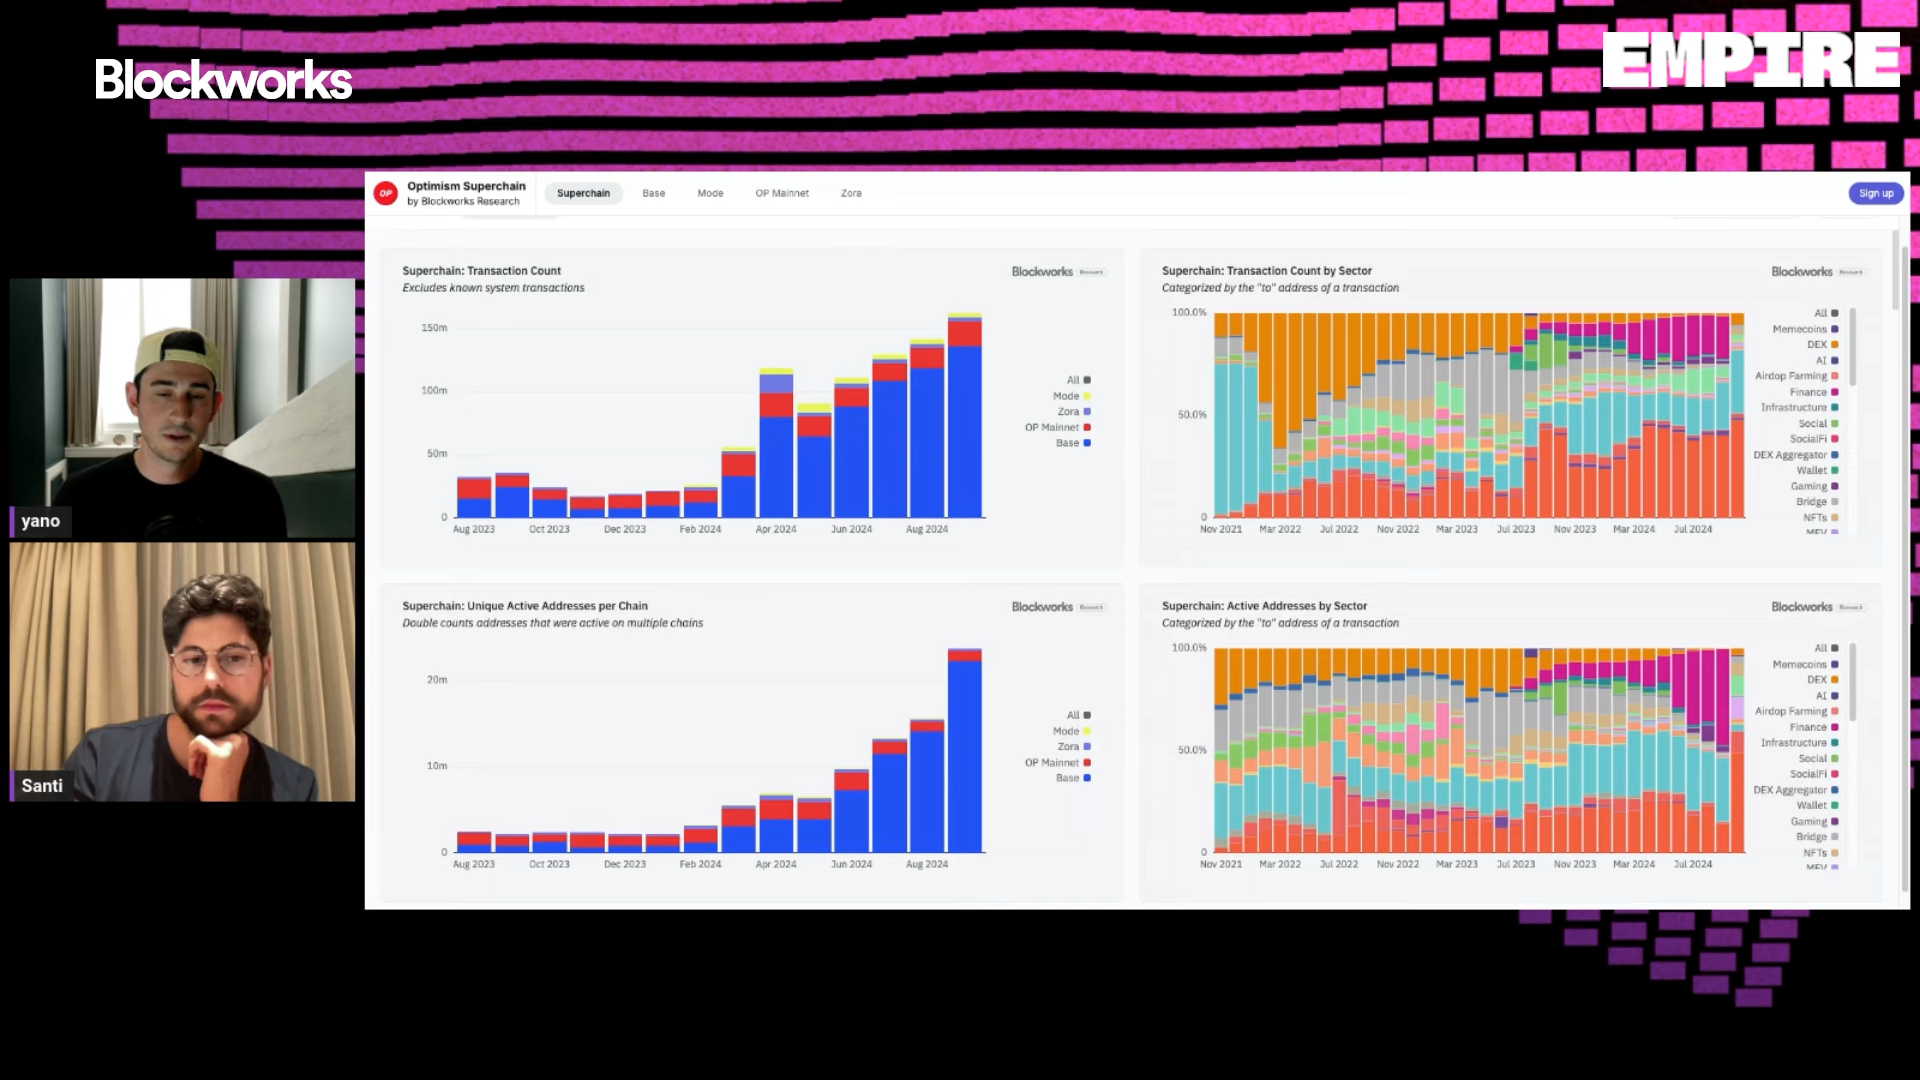 Blockworks
EMPIRE
OP
Optimism Superchain
by Blockworks Research
Superchain
Base
Mode
OP Mainnet
Zora
Sign up
Superchain: Transaction Count
Excludes known system transactions
Blockworks Research
150m
100m
50m
0
Aug 2023
Oct 2023
Dec 2023
Feb 2024
Apr 2024
Jun 2024
Aug 2024
All
Mode
Zora
OP Mainnet
Base
Superchain: Transaction Count by Sector
Categorized by the "to" address of a transaction
Blockworks Research
100.0%
50.0%
0
Nov 2021
Mar 2022
Jul 2022
Nov 2022
Mar 2023
Jul 2023
Nov 2023
Mar 2024
Jul 2024
All
Memecoins
DEX
AI
Airdop Farming
Finance
Infrastructure
Social
SocialFi
DEX Aggregator
Wallet
Gaming
Bridge
NFTs
MEV
yano
Santi
Superchain: Unique Active Addresses per Chain
Double counts addresses that were active on multiple chains
Blockworks Research
20m
10m
0
Aug 2023
Oct 2023
Dec 2023
Feb 2024
Apr 2024
Jun 2024
Aug 2024
All
Mode
Zora
OP Mainnet
Base
Superchain: Active Addresses by Sector
Categorized by the "to" address of a transaction
Blockworks Research
100.0%
50.0%
0
Nov 2021
Mar 2022
Jul 2022
Nov 2022
Mar 2023
Jul 2023
Nov 2023
Mar 2024
Jul 2024
All
Memecoins
DEX
AI
Airdop Farming
Finance
Infrastructure
Social
SocialFi
DEX Aggregator
Wallet
Gaming
Bridge
NFTs
MEV